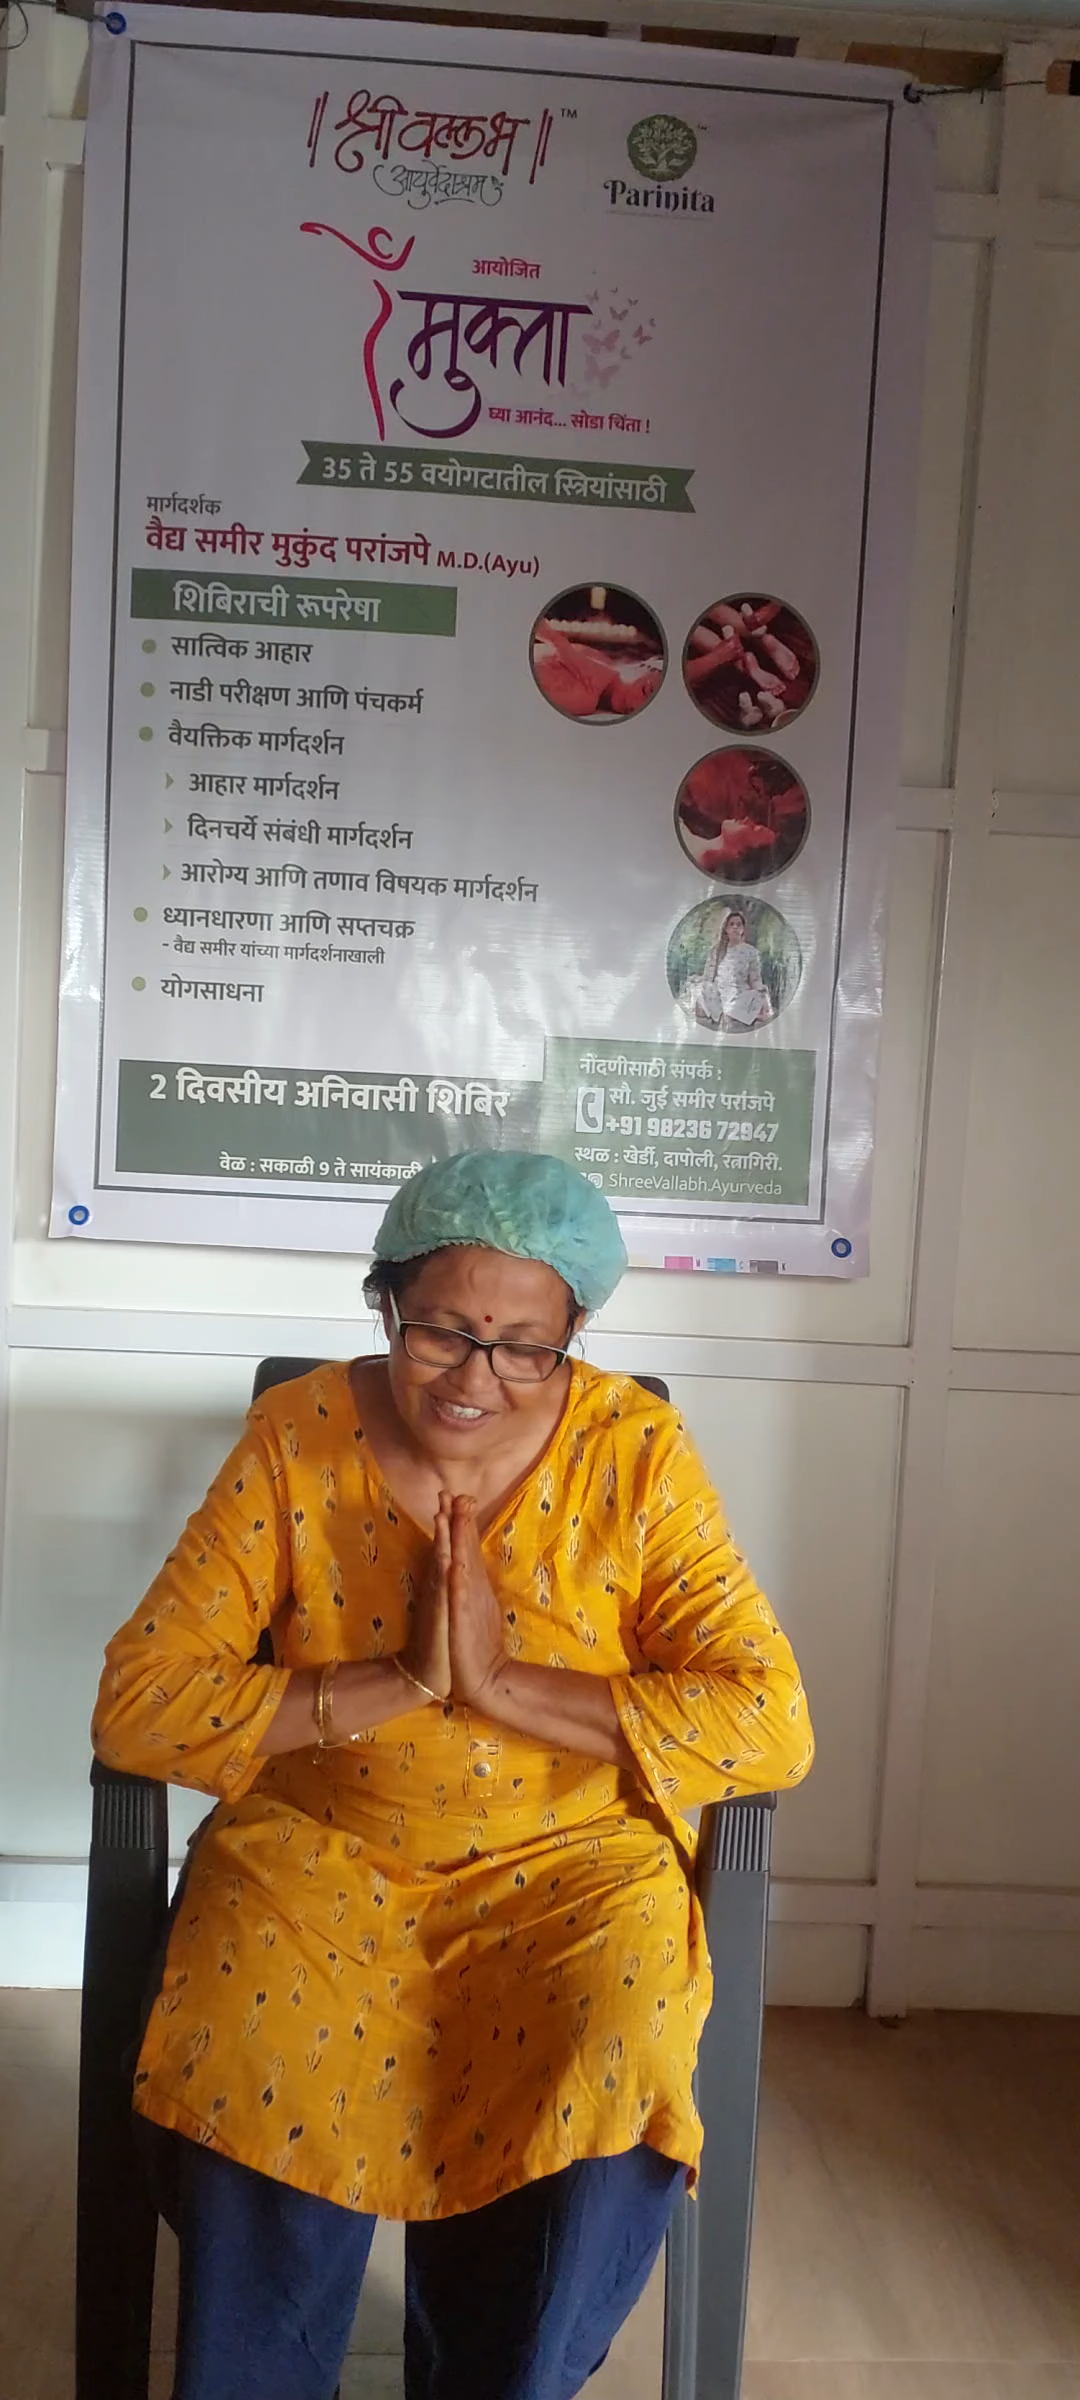 ॥ श्री वल्लभ ॥ ™
आयुर्वेदाश्रम
Parinita
आयोजित
मुक्ता
घ्या आनंद... सोडा चिंता !
35 ते 55 वयोगटातील स्त्रियांसाठी
मार्गदर्शक
वैद्य समीर मुकुंद परांजपे M.D.(Ayu)
शिबिराची रूपरेषा
सात्विक आहार
नाडी परीक्षण आणि पंचकर्म
वैयक्तिक मार्गदर्शन
आहार मार्गदर्शन
दिनचर्ये संबंधी मार्गदर्शन
आरोग्य आणि तणाव विषयक मार्गदर्शन
ध्यानधारणा आणि सप्तचक्र
- वैद्य समीर यांच्या मार्गदर्शनाखाली
योगसाधना
2 दिवसीय अनिवासी शिबिर
वेळ : सकाळी 9 ते सायंकाळी
नोंदणीसाठी संपर्क :
सौ. जुई समीर परांजपे
+91 98236 72947
स्थळ : खेर्डी, दापोली, रत्नागिरी.
ShreeVallabh.Ayurveda